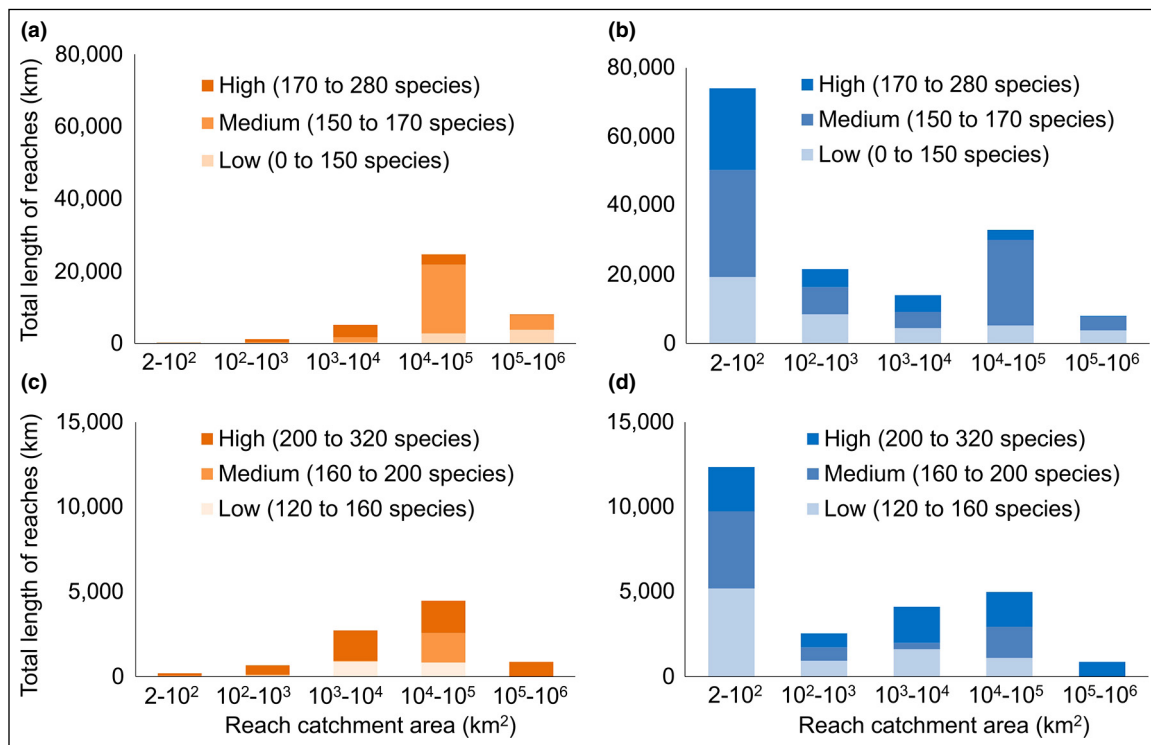 (a)
Total length of reaches (km)
80,000
60,000
40,000
20,000
0
High (170 to 280 species)
Medium (150 to 170 species)
Low (0 to 150 species)
2-10² 10²-10³ 10³-10⁴ 10⁴-10⁵ 10⁵-10⁶
(b)
80,000
60,000
40,000
20,000
0
High (170 to 280 species)
Medium (150 to 170 species)
Low (0 to 150 species)
2-10² 10²-10³ 10³-10⁴ 10⁴-10⁵ 10⁵-10⁶
(c)
Total length of reaches (km)
15,000
10,000
5,000
0
High (200 to 320 species)
Medium (160 to 200 species)
Low (120 to 160 species)
2-10² 10²-10³ 10³-10⁴ 10⁴-10⁵ 10⁵-10⁶
Reach catchment area (km²)
(d)
15,000
10,000
5,000
0
High (200 to 320 species)
Medium (160 to 200 species)
Low (120 to 160 species)
2-10² 10²-10³ 10³-10⁴ 10⁴-10⁵ 10⁵-10⁶
Reach catchment area (km²)